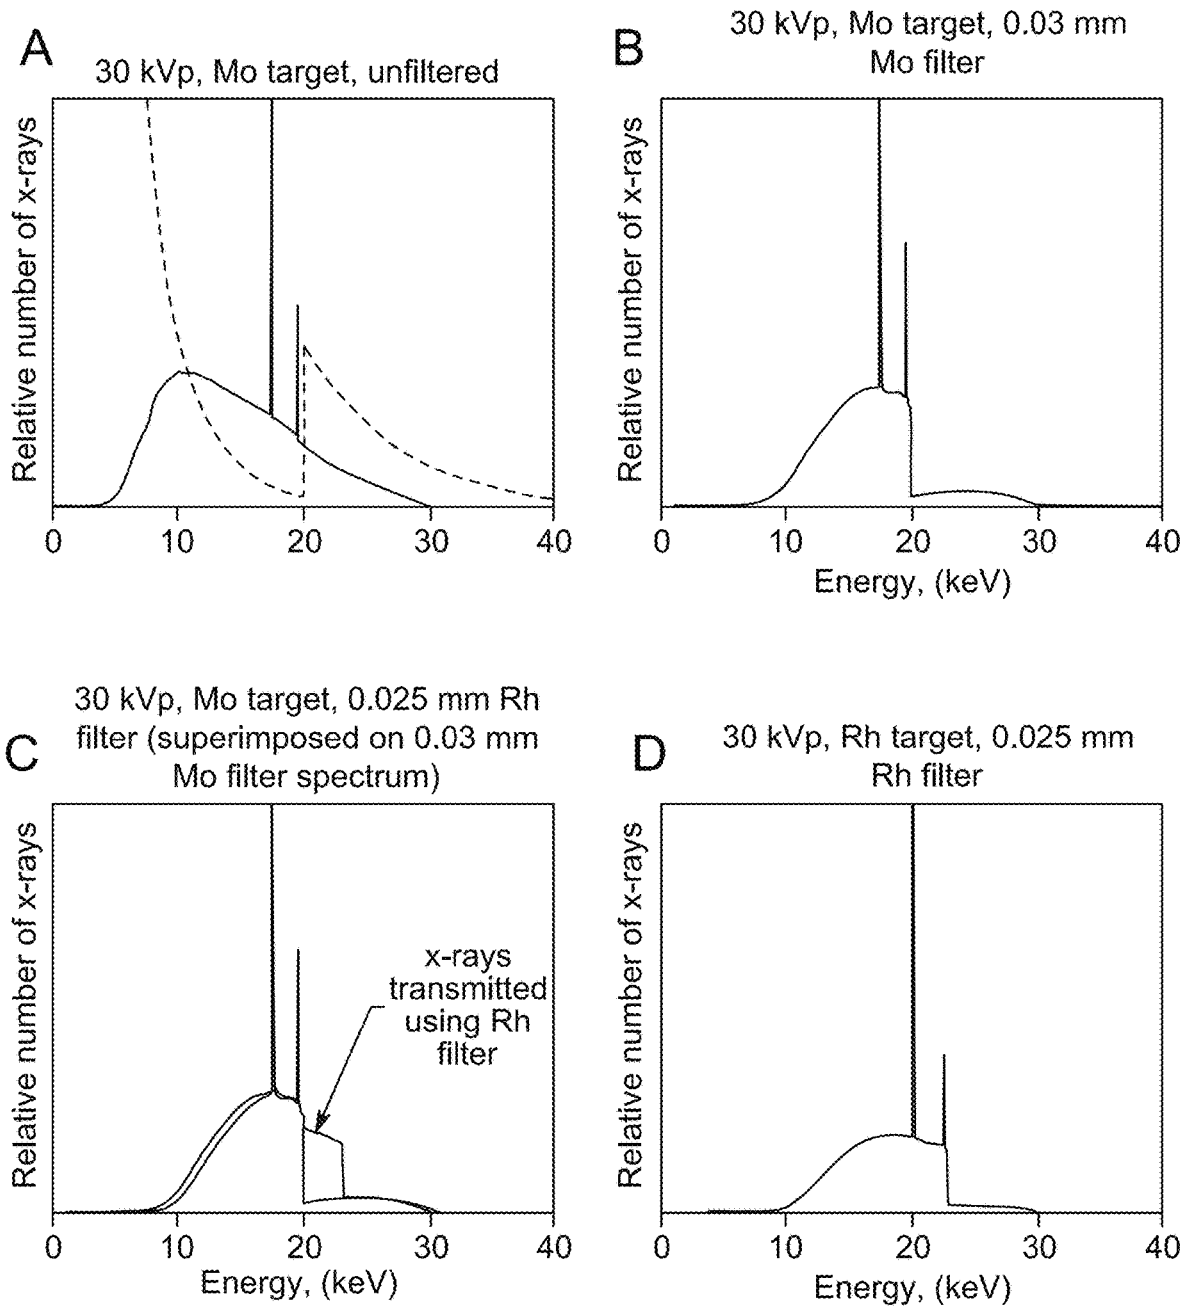 A
30 kVp, Mo target, unfiltered
Relative number of x-rays
0 10 20 30 40
B
30 kVp, Mo target, 0.03 mm
Mo filter
Relative number of x-rays
0 10 20 30 40
Energy, (keV)
C
30 kVp, Mo target, 0.025 mm Rh
filter (superimposed on 0.03 mm
Mo filter spectrum)
Relative number of x-rays
x-rays
transmitted
using Rh
filter
0 10 20 30 40
Energy, (keV)
D
30 kVp, Rh target, 0.025 mm
Rh filter
Relative number of x-rays
0 10 20 30 40
Energy, (keV)